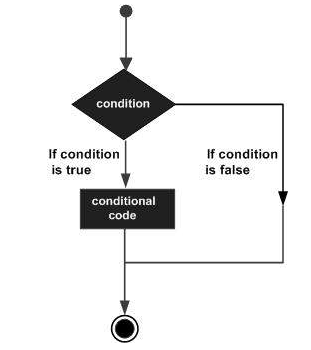 condition
If condition
is true
If condition
is false
conditional
code